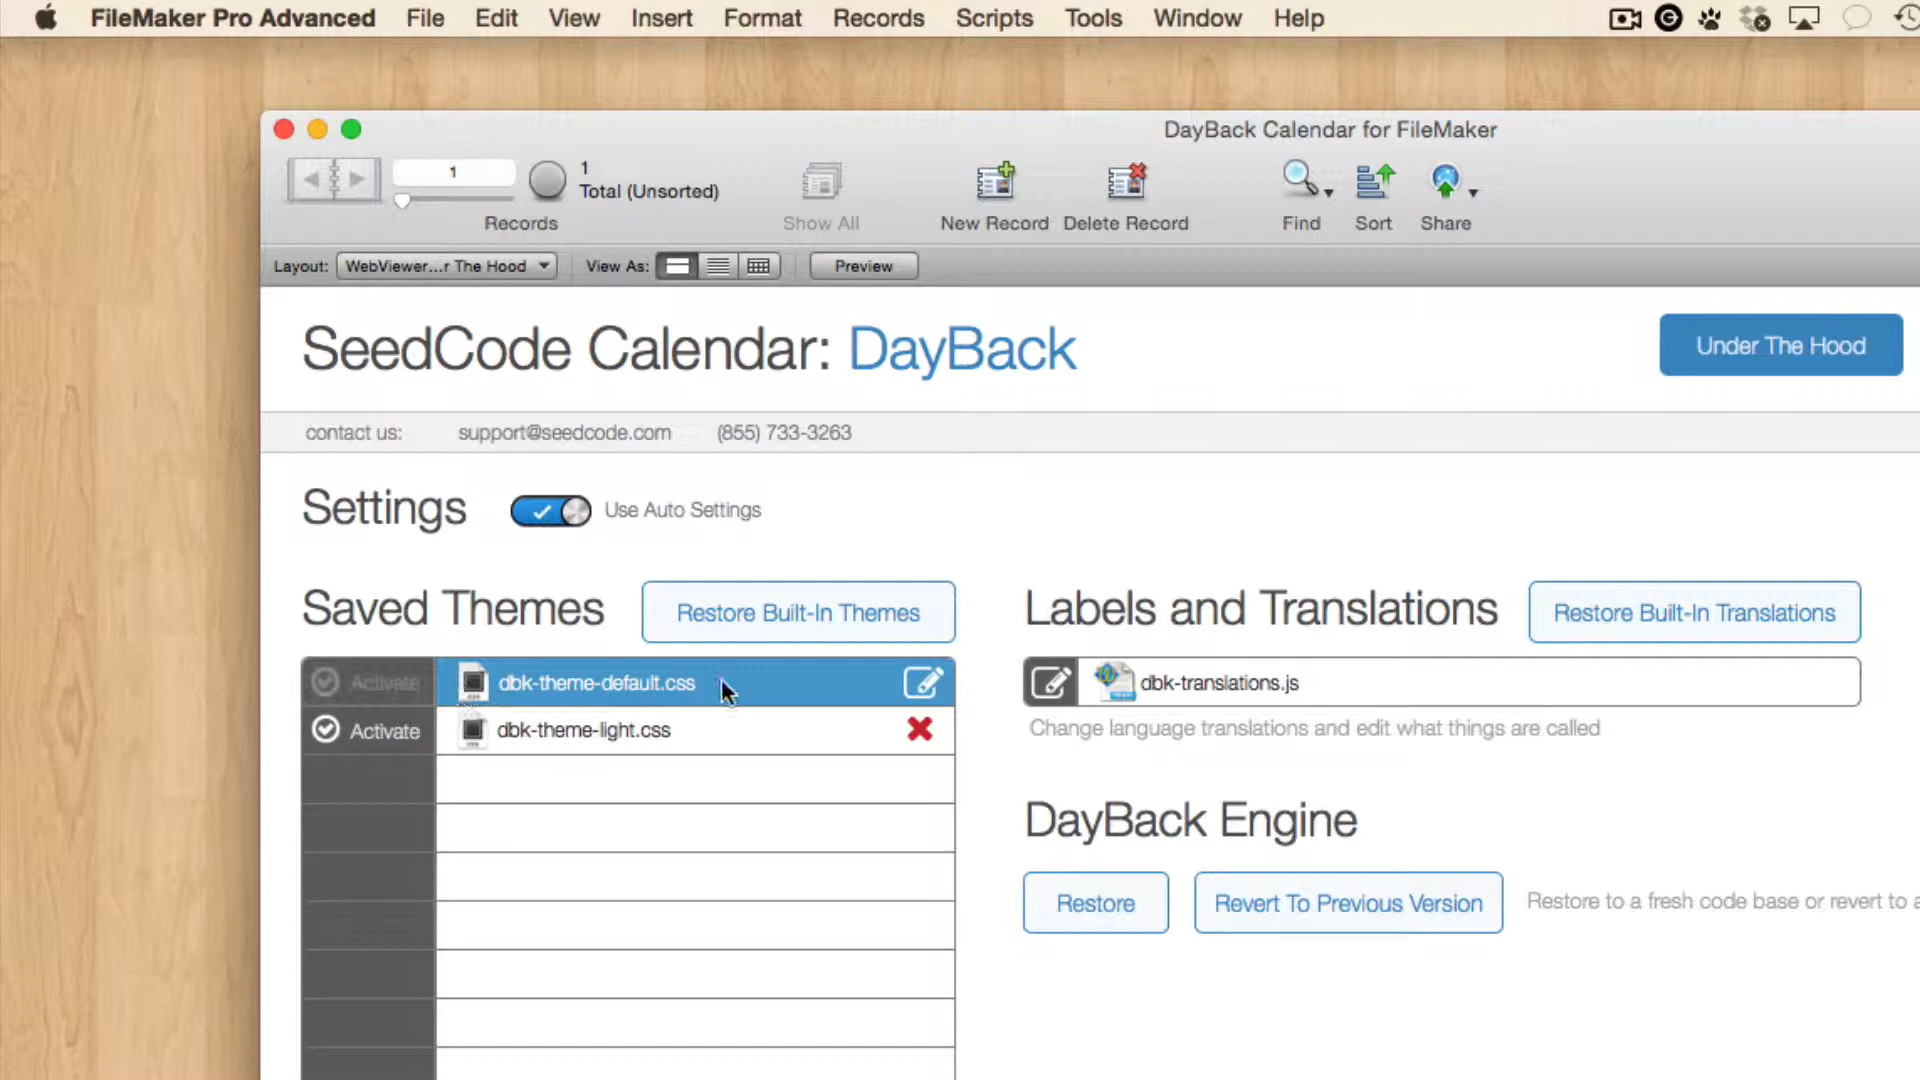 FileMaker Pro Advanced File Edit View Insert Format Records Scripts Tools Window Help
DayBack Calendar for FileMaker
1
1
Total (Unsorted)
Records
Show All
New Record
Delete Record
Find
Sort
Share
Layout: WebViewer...r The Hood View As: Preview
SeedCode Calendar: DayBack
Under The Hood
contact us: support@seedcode.com (855) 733-3263
Settings
Use Auto Settings
Saved Themes
Restore Built-In Themes
Activate dbk-theme-default.css
Activate dbk-theme-light.css
Labels and Translations
Restore Built-In Translations
dbk-translations.js
Change language translations and edit what things are called
DayBack Engine
Restore
Revert To Previous Version
Restore to a fresh code base or revert to a